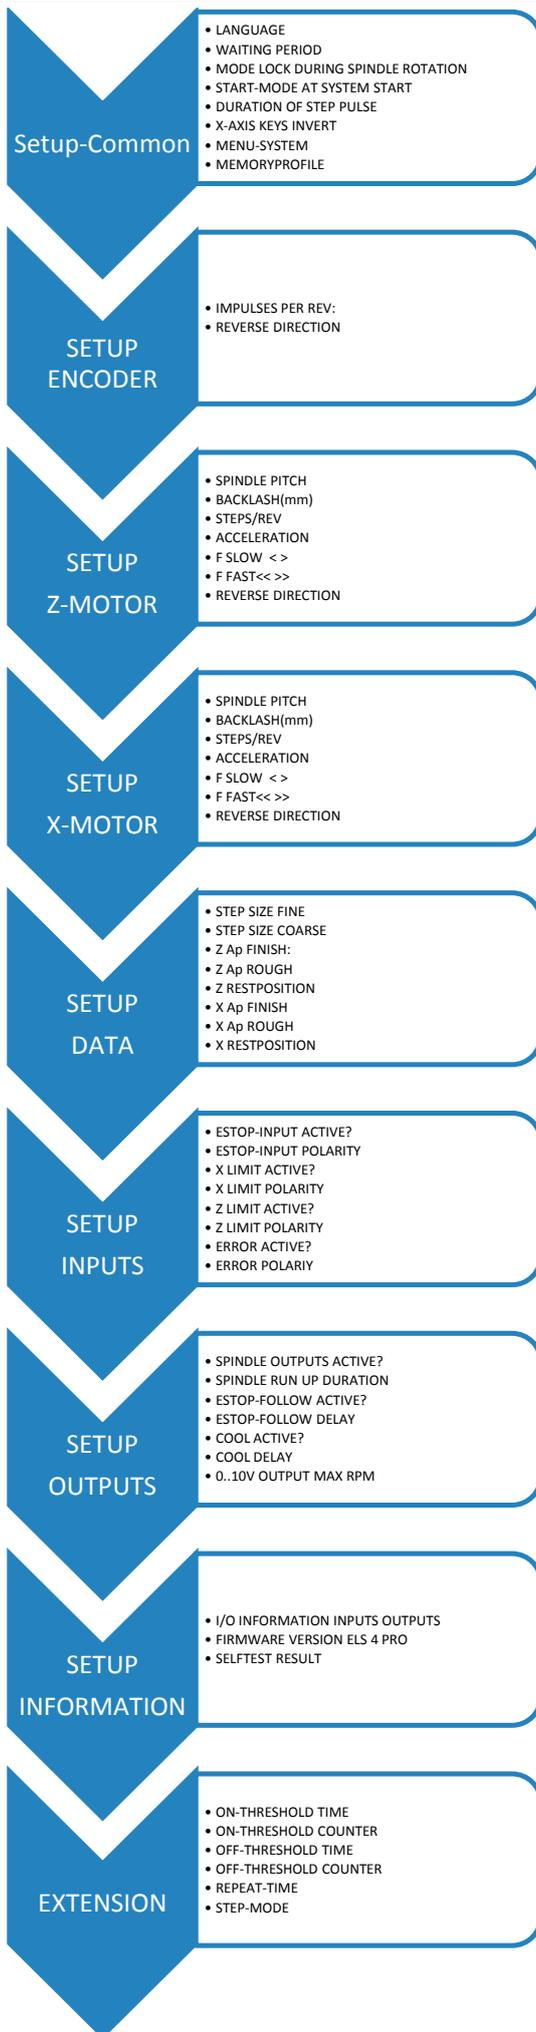 Setup-Common
• LANGUAGE
• WAITING PERIOD
• MODE LOCK DURING SPINDLE ROTATION
• START-MODE AT SYSTEM START
• DURATION OF STEP PULSE
• X-AXIS KEYS INVERT
• MENU-SYSTEM
• MEMORYPROFILE
SETUP
ENCODER
• IMPULSES PER REV:
• REVERSE DIRECTION
SETUP
Z-MOTOR
• SPINDLE PITCH
• BACKLASH(mm)
• STEPS/REV
• ACCELERATION
• F SLOW < >
• F FAST<< >>
• REVERSE DIRECTION
SETUP
X-MOTOR
• SPINDLE PITCH
• BACKLASH(mm)
• STEPS/REV
• ACCELERATION
• F SLOW < >
• F FAST<< >>
• REVERSE DIRECTION
SETUP
DATA
• STEP SIZE FINE
• STEP SIZE COARSE
• Z Ap FINISH:
• Z Ap ROUGH
• Z RESTPOSITION
• X Ap FINISH
• X Ap ROUGH
• X RESTPOSITION
SETUP
INPUTS
• ESTOP-INPUT ACTIVE?
• ESTOP-INPUT POLARITY
• X LIMIT ACTIVE?
• X LIMIT POLARITY
• Z LIMIT ACTIVE?
• Z LIMIT POLARITY
• ERROR ACTIVE?
• ERROR POLARIY
SETUP
OUTPUTS
• SPINDLE OUTPUTS ACTIVE?
• SPINDLE RUN UP DURATION
• ESTOP-FOLLOW ACTIVE?
• ESTOP-FOLLOW DELAY
• COOL ACTIVE?
• COOL DELAY
• 0..10V OUTPUT MAX RPM
SETUP
INFORMATION
• I/O INFORMATION INPUTS OUTPUTS
• FIRMWARE VERSION ELS 4 PRO
• SELFTEST RESULT
EXTENSION
• ON-THRESHOLD TIME
• ON-THRESHOLD COUNTER
• OFF-THRESHOLD TIME
• OFF-THRESHOLD COUNTER
• REPEAT-TIME
• STEP-MODE